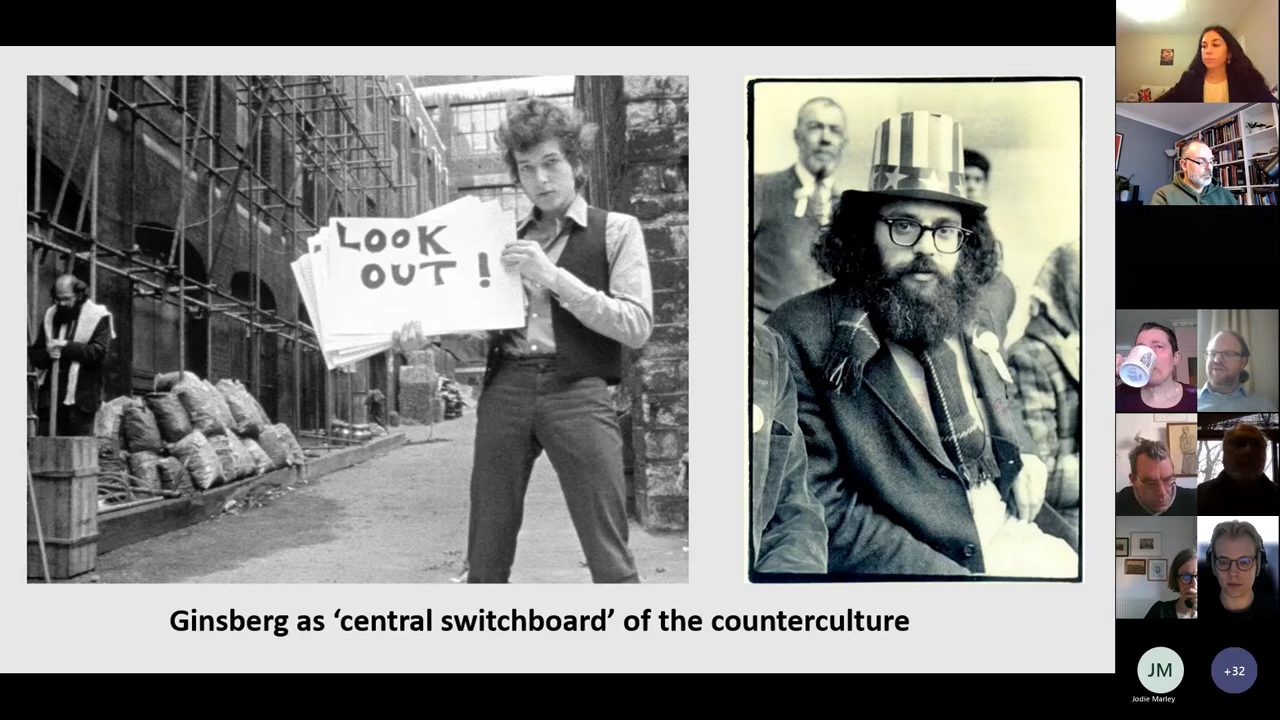 LOOK
OUT !
Ginsberg as ‘central switchboard’ of the counterculture
JM
+32
Jodie Marley